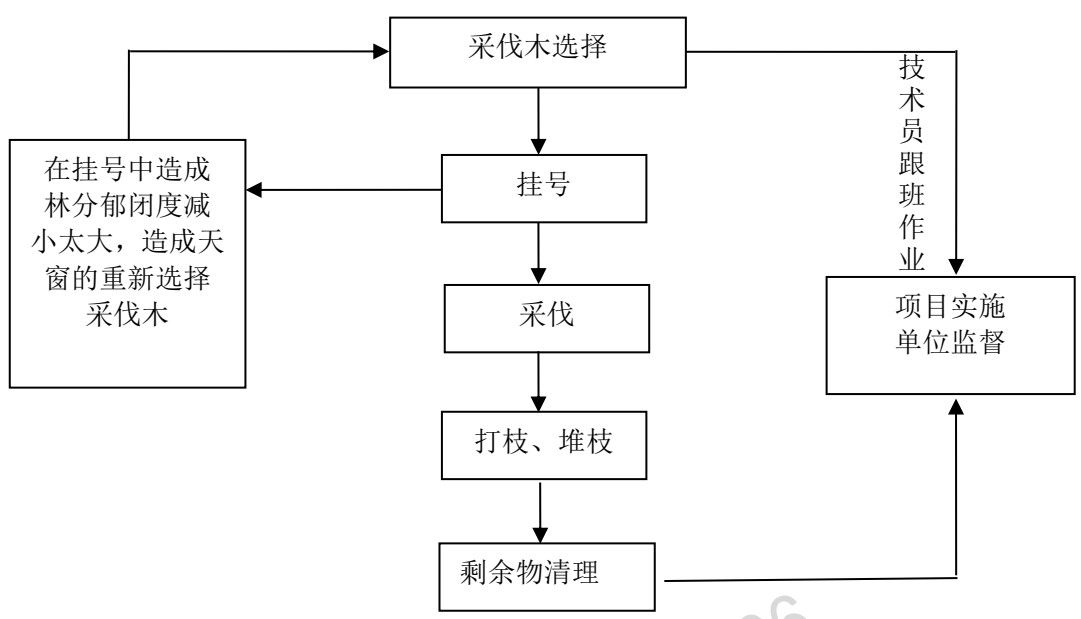 采伐木选择
技术员跟班作业
在挂号中造成
林分郁闭度减
小太大，造成天
窗的重新选择
采伐木
挂号
采伐
项目实施
单位监督
打枝、堆枝
剩余物清理